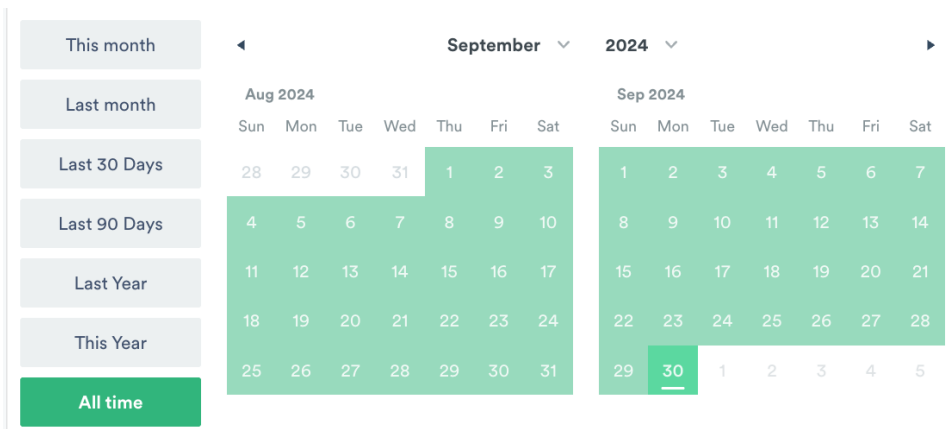 This month
Last month
Last 30 Days
Last 90 Days
Last Year
This Year
All time
September 2024
Aug 2024
Sun Mon Tue Wed Thu Fri Sat
28 29 30 31 1 2 3
4 5 6 7 8 9 10
11 12 13 14 15 16 17
18 19 20 21 22 23 24
25 26 27 28 29 30 31
Sep 2024
Sun Mon Tue Wed Thu Fri Sat
1 2 3 4 5 6 7
8 9 10 11 12 13 14
15 16 17 18 19 20 21
22 23 24 25 26 27 28
29 30 1 2 3 4 5